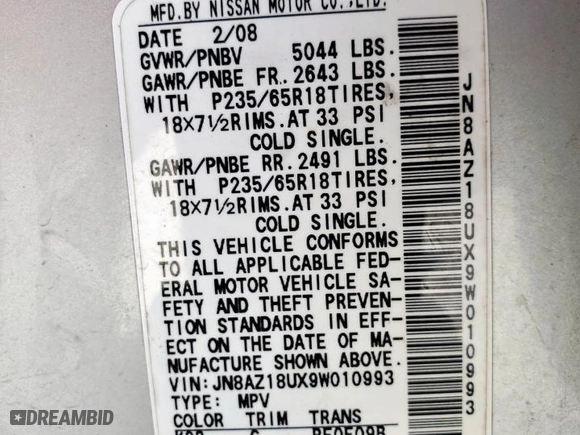 MFD.BY NISSAN MOTOR CO.,LTD.
DATE 2/08
GVWR/PNBV 5044 LBS.
GAWR/PNBE FR. 2643 LBS.
WITH P235/65R18TIRES,
18×7½RIMS.AT 33 PSI
COLD SINGLE.
GAWR/PNBE RR. 2491 LBS.
WITH P235/65R18TIRES,
18×7½RIMS.AT 33 PSI
COLD SINGLE.
THIS VEHICLE CONFORMS
TO ALL APPLICABLE FED-
ERAL MOTOR VEHICLE SA-
FETY AND THEFT PREVEN-
TION STANDARDS IN EFF-
ECT ON THE DATE OF MA-
NUFACTURE SHOWN ABOVE.
VIN:JN8AZ18UX9W010993
TYPE: MPV
COLOR TRIM TRANS
JN8AZ18UX9W010993
DREAMBID